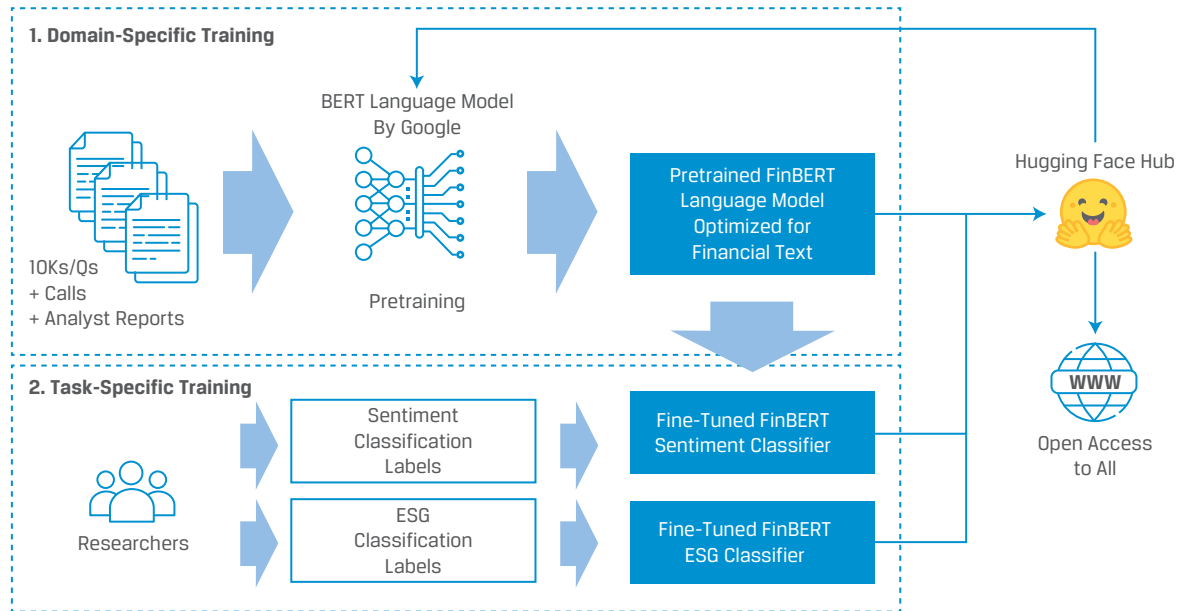 1. Domain-Specific Training
BERT Language Model
By Google
10Ks/Qs
+ Calls
+ Analyst Reports
Pretraining
Pretrained FinBERT
Language Model
Optimized for
Financial Text
Hugging Face Hub
WWW
Open Access
to All
2. Task-Specific Training
Researchers
Sentiment
Classification
Labels
Fine-Tuned FinBERT
Sentiment Classifier
ESG
Classification
Labels
Fine-Tuned FinBERT
ESG Classifier